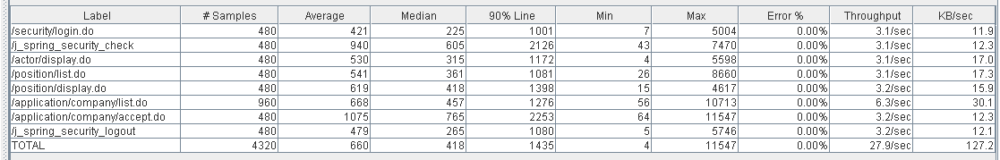 Label # Samples Average Median 90% Line Min Max Error % Throughput KB/sec
/security/login.do 480 421 225 1001 7 5004 0.00% 3.1/sec 11.9
/j_spring_security_check 480 940 605 2126 43 7470 0.00% 3.1/sec 12.3
/actor/display.do 480 530 315 1172 4 5598 0.00% 3.1/sec 17.0
/position/list.do 480 541 361 1081 26 8660 0.00% 3.1/sec 17.3
/position/display.do 480 619 418 1398 15 4617 0.00% 3.2/sec 15.9
/application/company/list.do 960 668 457 1276 56 10713 0.00% 6.3/sec 30.1
/application/company/accept.do 480 1075 765 2253 64 11547 0.00% 3.2/sec 12.3
/j_spring_security_logout 480 479 265 1080 5 5746 0.00% 3.2/sec 12.1
TOTAL 4320 660 418 1435 4 11547 0.00% 27.9/sec 127.2